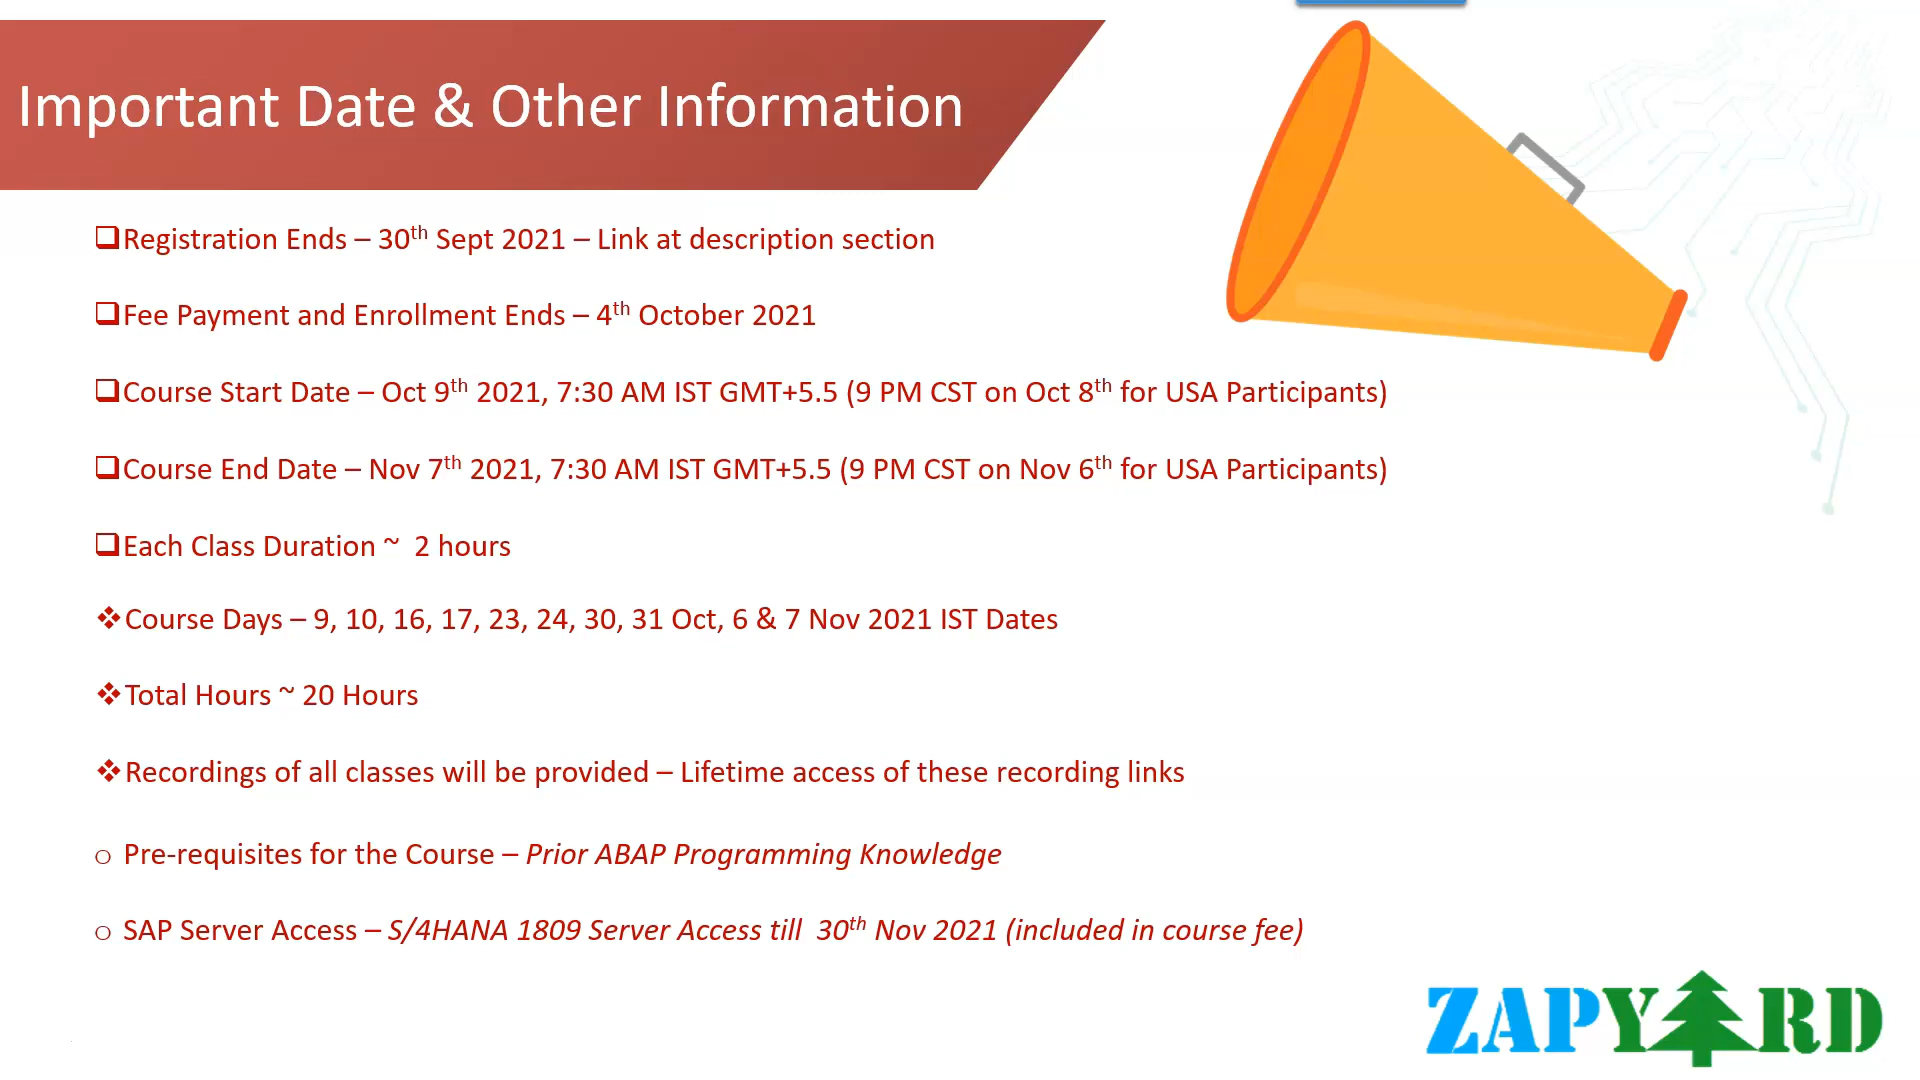 Important Date & Other Information
Registration Ends – 30th Sept 2021 – Link at description section
Fee Payment and Enrollment Ends – 4th October 2021
Course Start Date – Oct 9th 2021, 7:30 AM IST GMT+5.5 (9 PM CST on Oct 8th for USA Participants)
Course End Date – Nov 7th 2021, 7:30 AM IST GMT+5.5 (9 PM CST on Nov 6th for USA Participants)
Each Class Duration ~ 2 hours
Course Days – 9, 10, 16, 17, 23, 24, 30, 31 Oct, 6 & 7 Nov 2021 IST Dates
Total Hours ~ 20 Hours
Recordings of all classes will be provided – Lifetime access of these recording links
Pre-requisites for the Course – Prior ABAP Programming Knowledge
SAP Server Access – S/4HANA 1809 Server Access till 30th Nov 2021 (included in course fee)
ZAPYARD